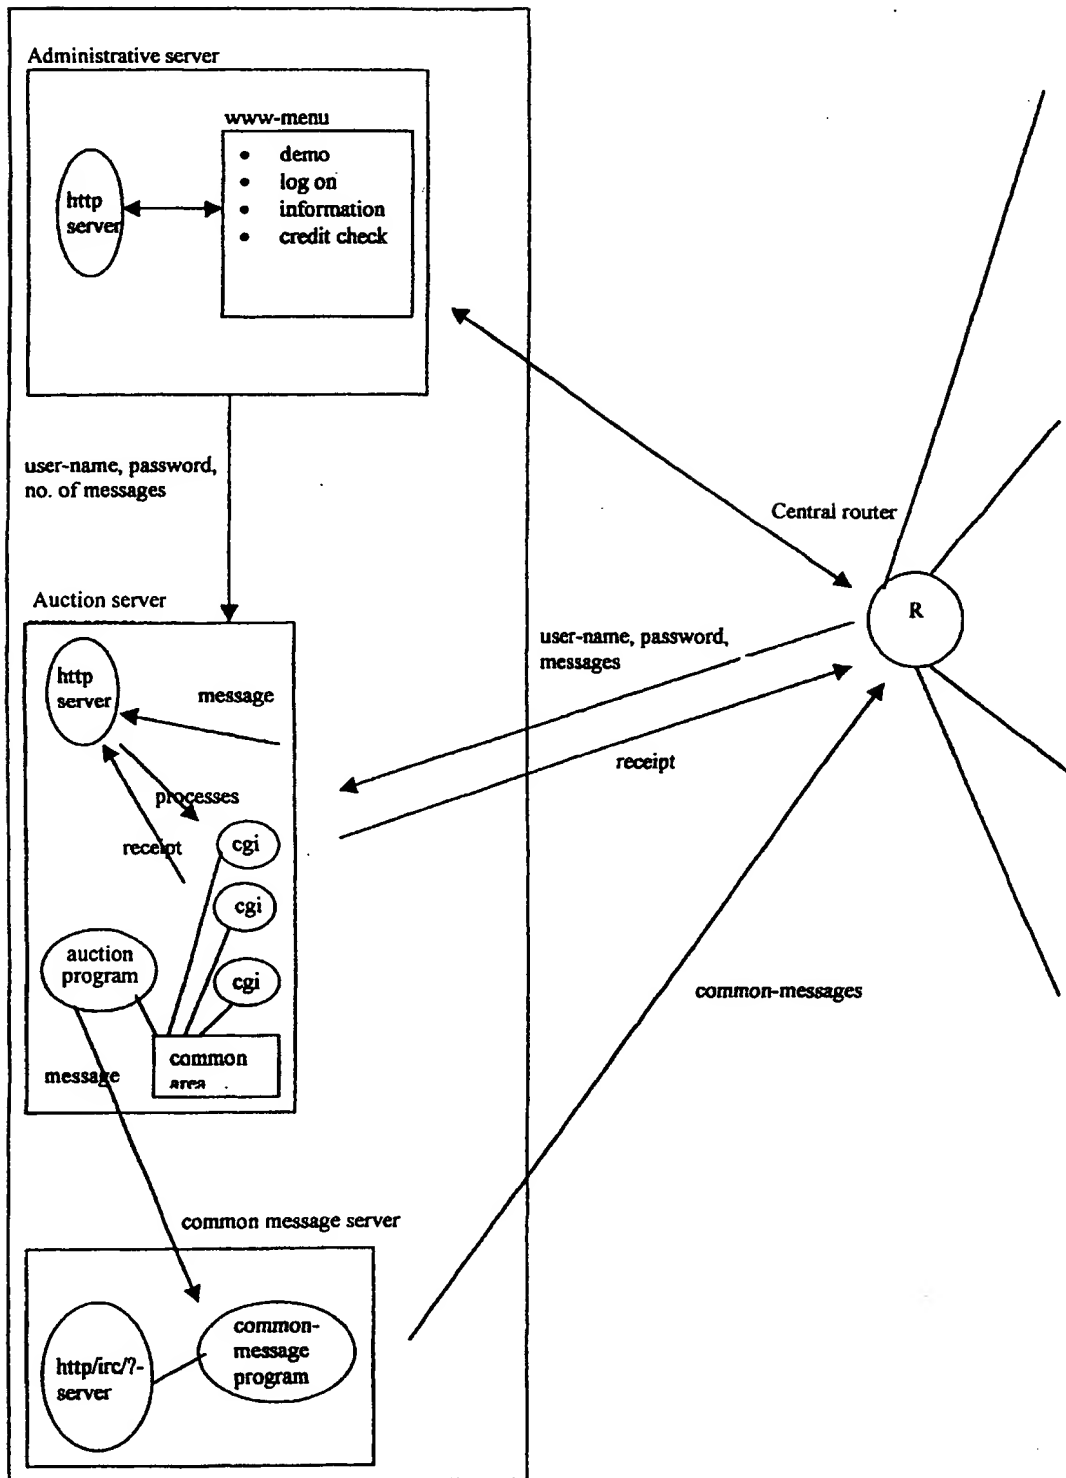 Administrative server
www-menu
• demo
• log on
• information
• credit check
http
server
user-name, password,
no. of messages
Central router
R
Auction server
http
server
message
user-name, password,
messages
receipt
processes
receipt
cgi
cgi
cgi
auction
program
common
area
message
common-messages
common message server
http/irc/?-
server
common-
message
program